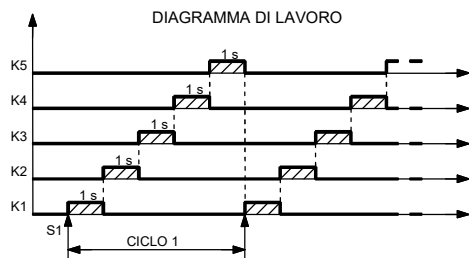 DIAGRAMMA DI LAVORO
K5
1 s
K4
1 s
K3
1 s
K2
1 s
K1
1 s
S1
CICLO 1